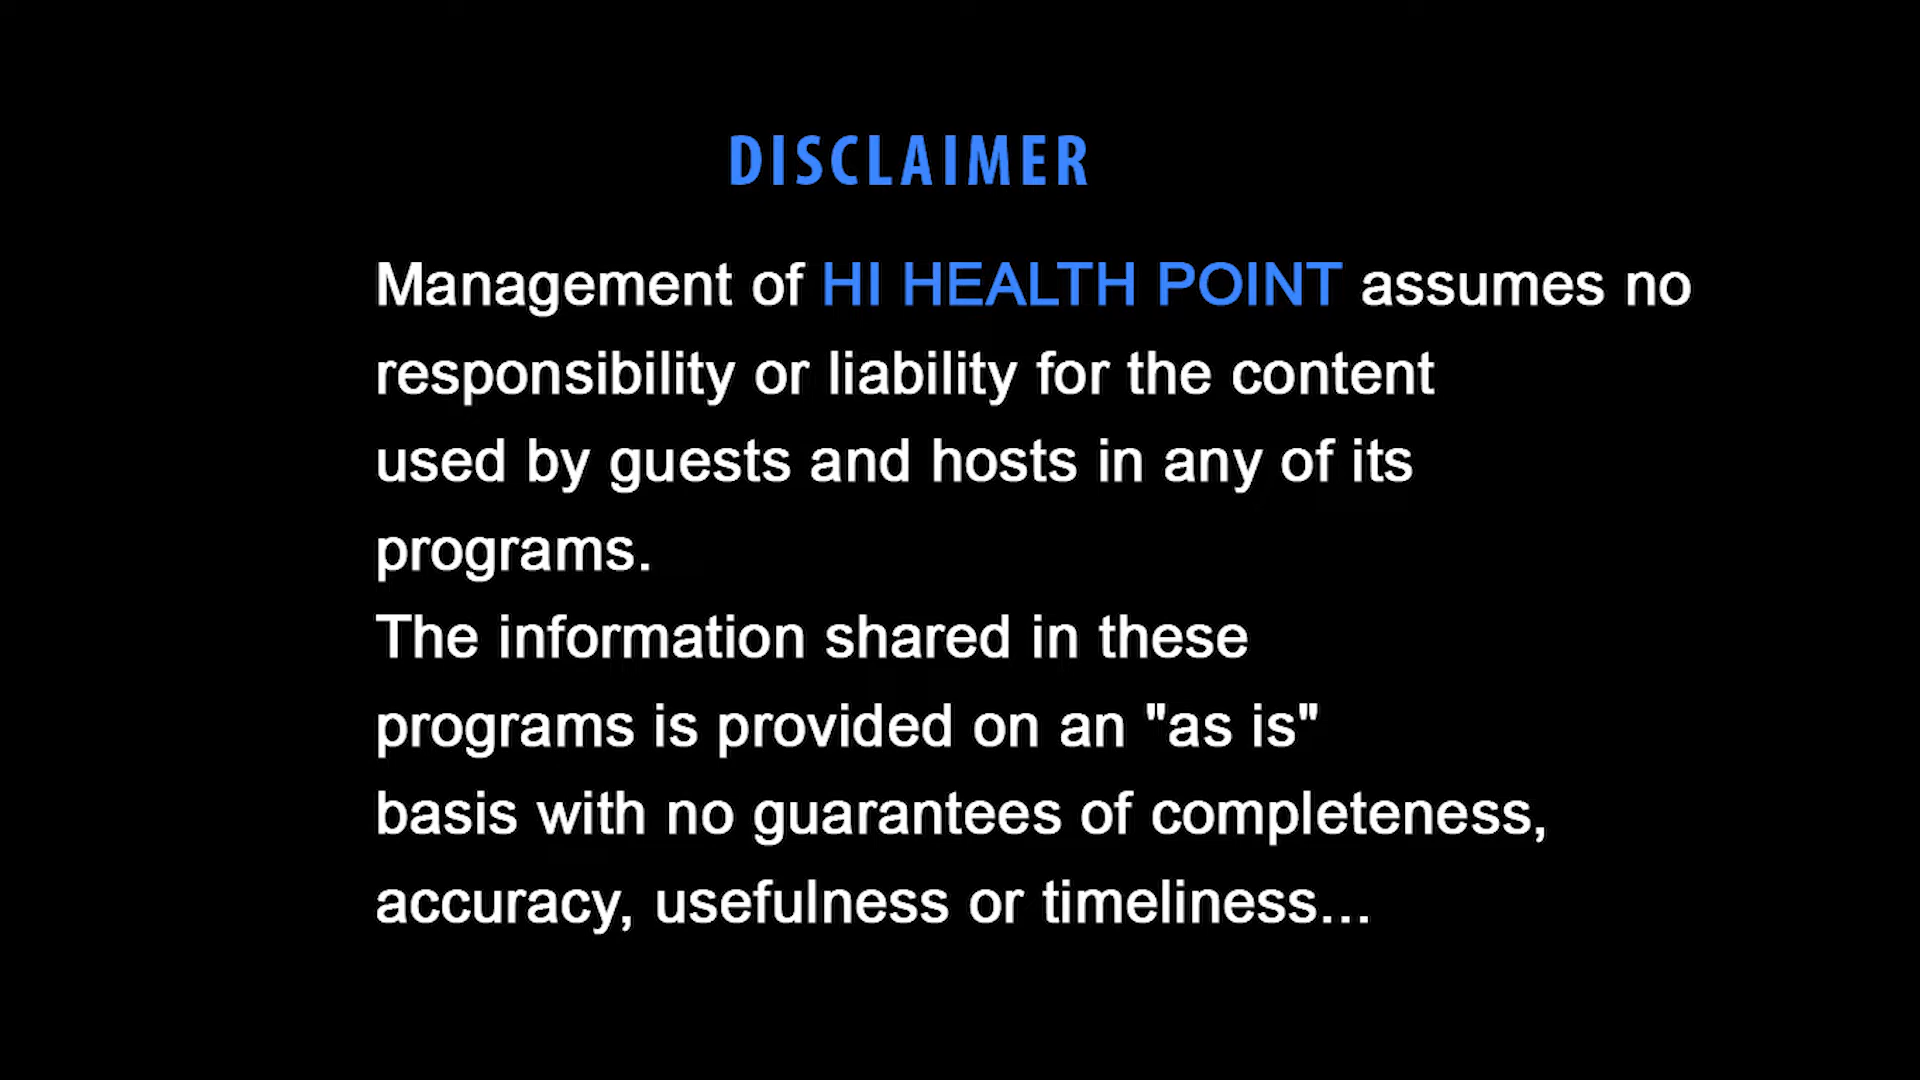 DISCLAIMER
Management of HI HEALTH POINT assumes no
responsibility or liability for the content
used by guests and hosts in any of its
programs.
The information shared in these
programs is provided on an "as is"
basis with no guarantees of completeness,
accuracy, usefulness or timeliness...